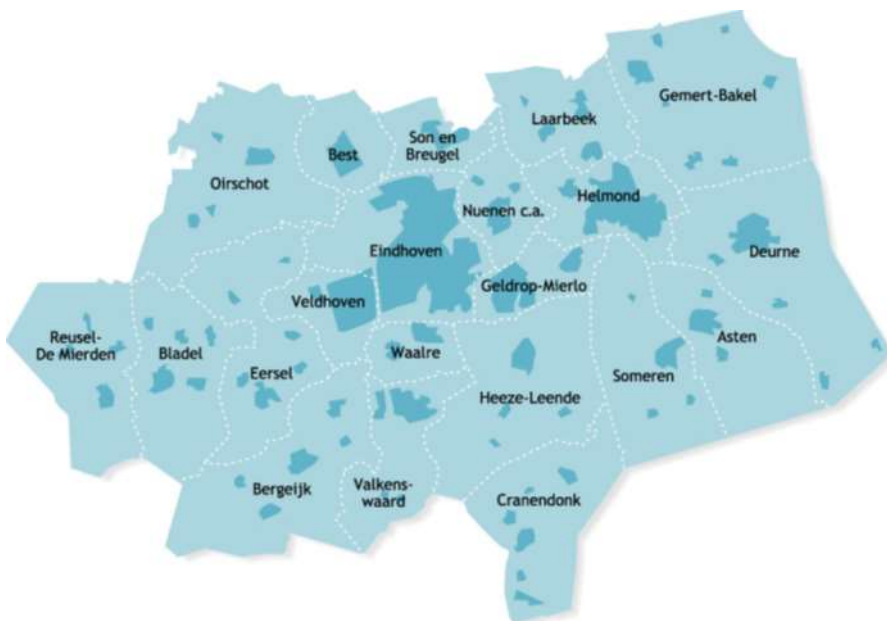 Gemert-Bakel
Laarbeek
Son en
Breugel
Best
Oirschot
Helmond
Nuenen c.a.
Eindhoven
Deurne
Geldrop-Mierlo
Veldhoven
Reusel-
De Mierden
Bladel
Waalre
Asten
Eersel
Someren
Heeze-Leende
Bergeijk
Valkens-
waard
Cranendonk